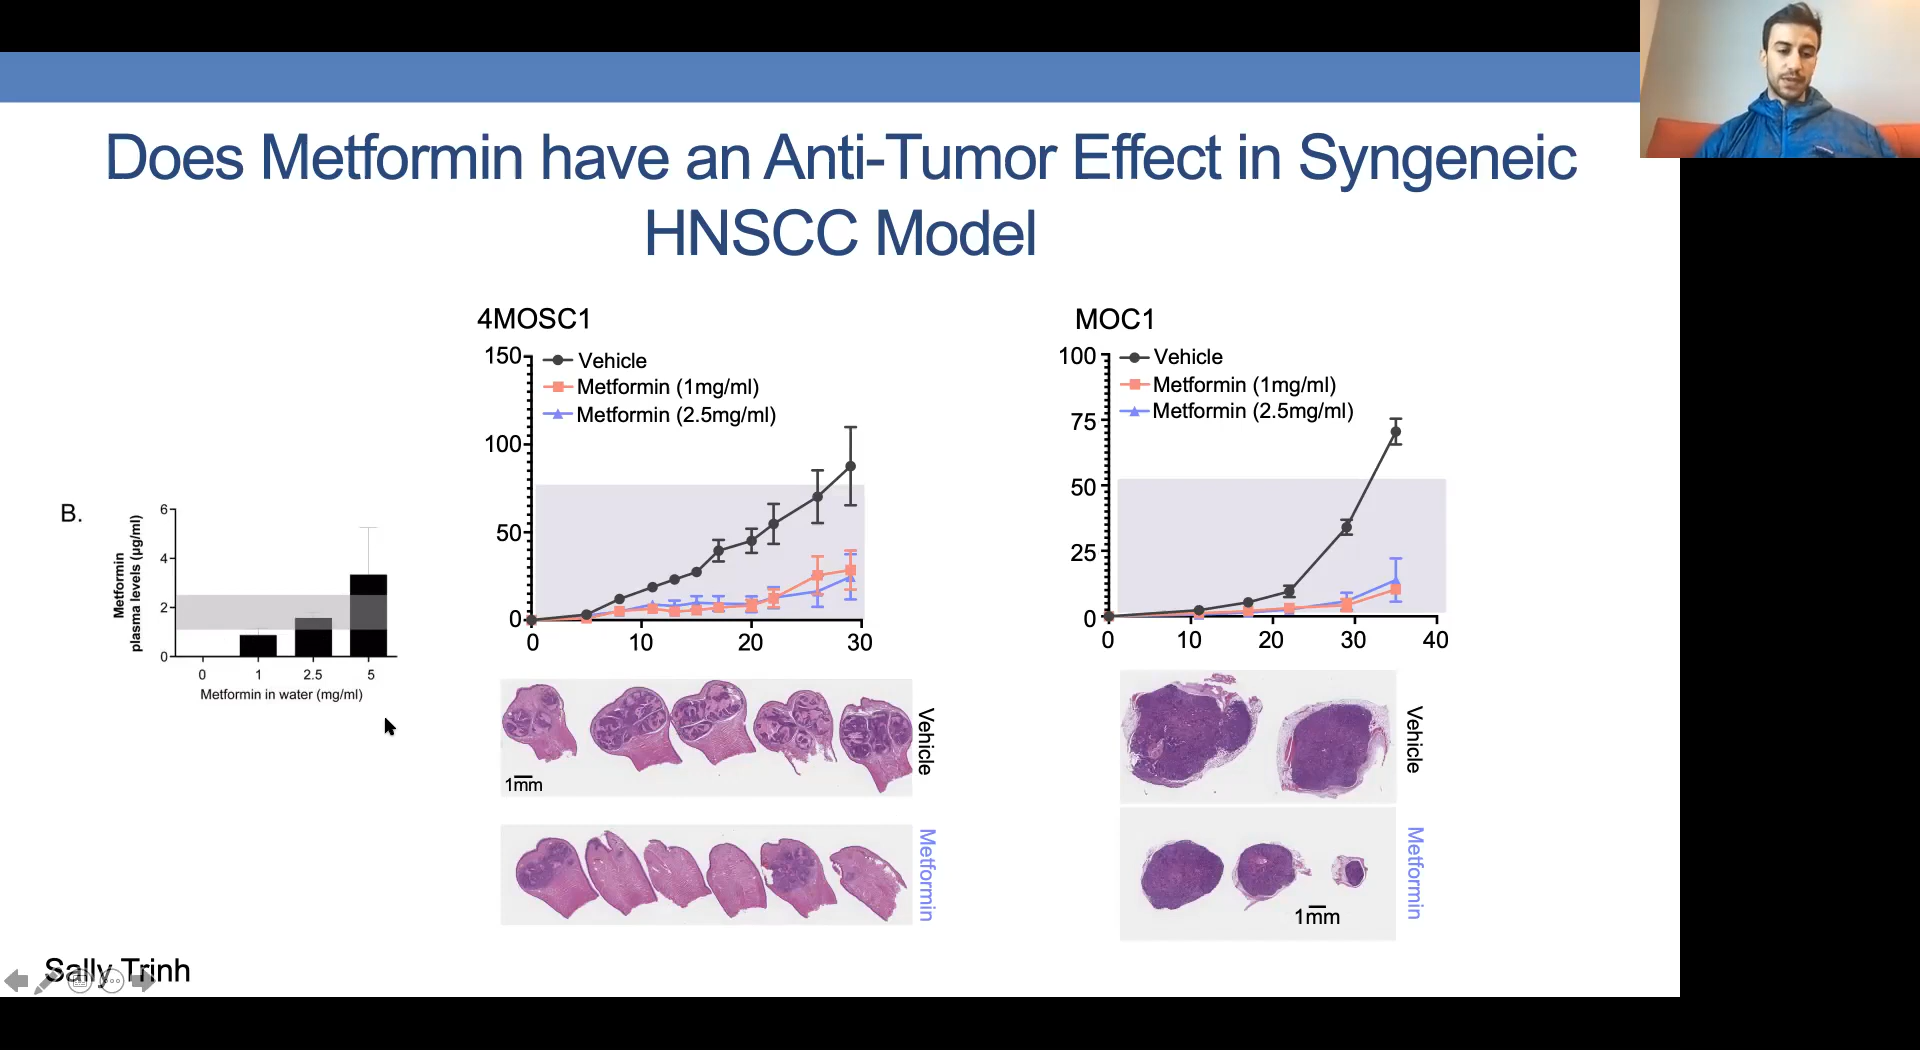 Does Metformin have an Anti-Tumor Effect in Syngeneic
HNSCC Model
B.
Metformin
plasma levels (µg/ml)
6
4
2
0
0 1 2.5 5
Metformin in water (mg/ml)
4MOSC1
150
100
50
0
Vehicle
Metformin (1mg/ml)
Metformin (2.5mg/ml)
0 10 20 30
Vehicle
1mm
Metformin
MOC1
100
75
50
25
0
Vehicle
Metformin (1mg/ml)
Metformin (2.5mg/ml)
0 10 20 30 40
Vehicle
Metformin
1mm
Sally Trinh